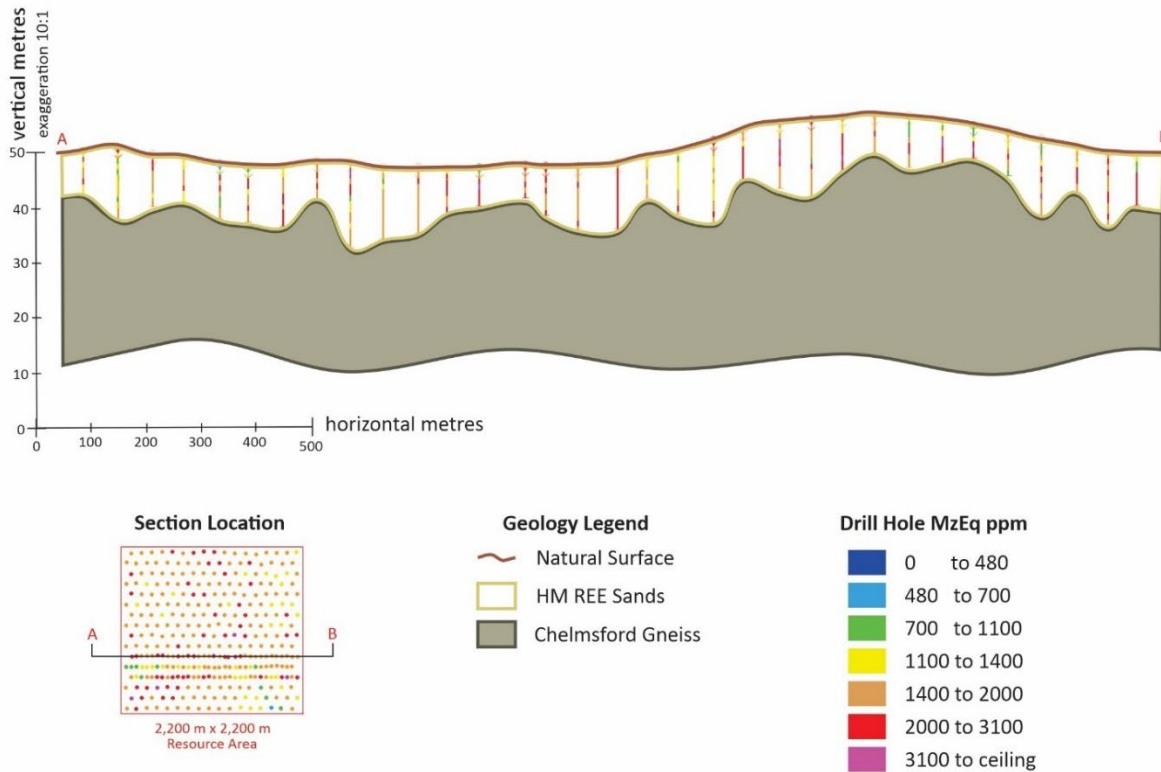 vertical metres
exaggeration 10:1
A
50
40
30
20
10
0
0 100 200 300 400 500
horizontal metres
Section Location
A B
2,200 m x 2,200 m
Resource Area
Geology Legend
Natural Surface
HM REE Sands
Chelmsford Gneiss
Drill Hole MzEq ppm
0 to 480
480 to 700
700 to 1100
1100 to 1400
1400 to 2000
2000 to 3100
3100 to ceiling